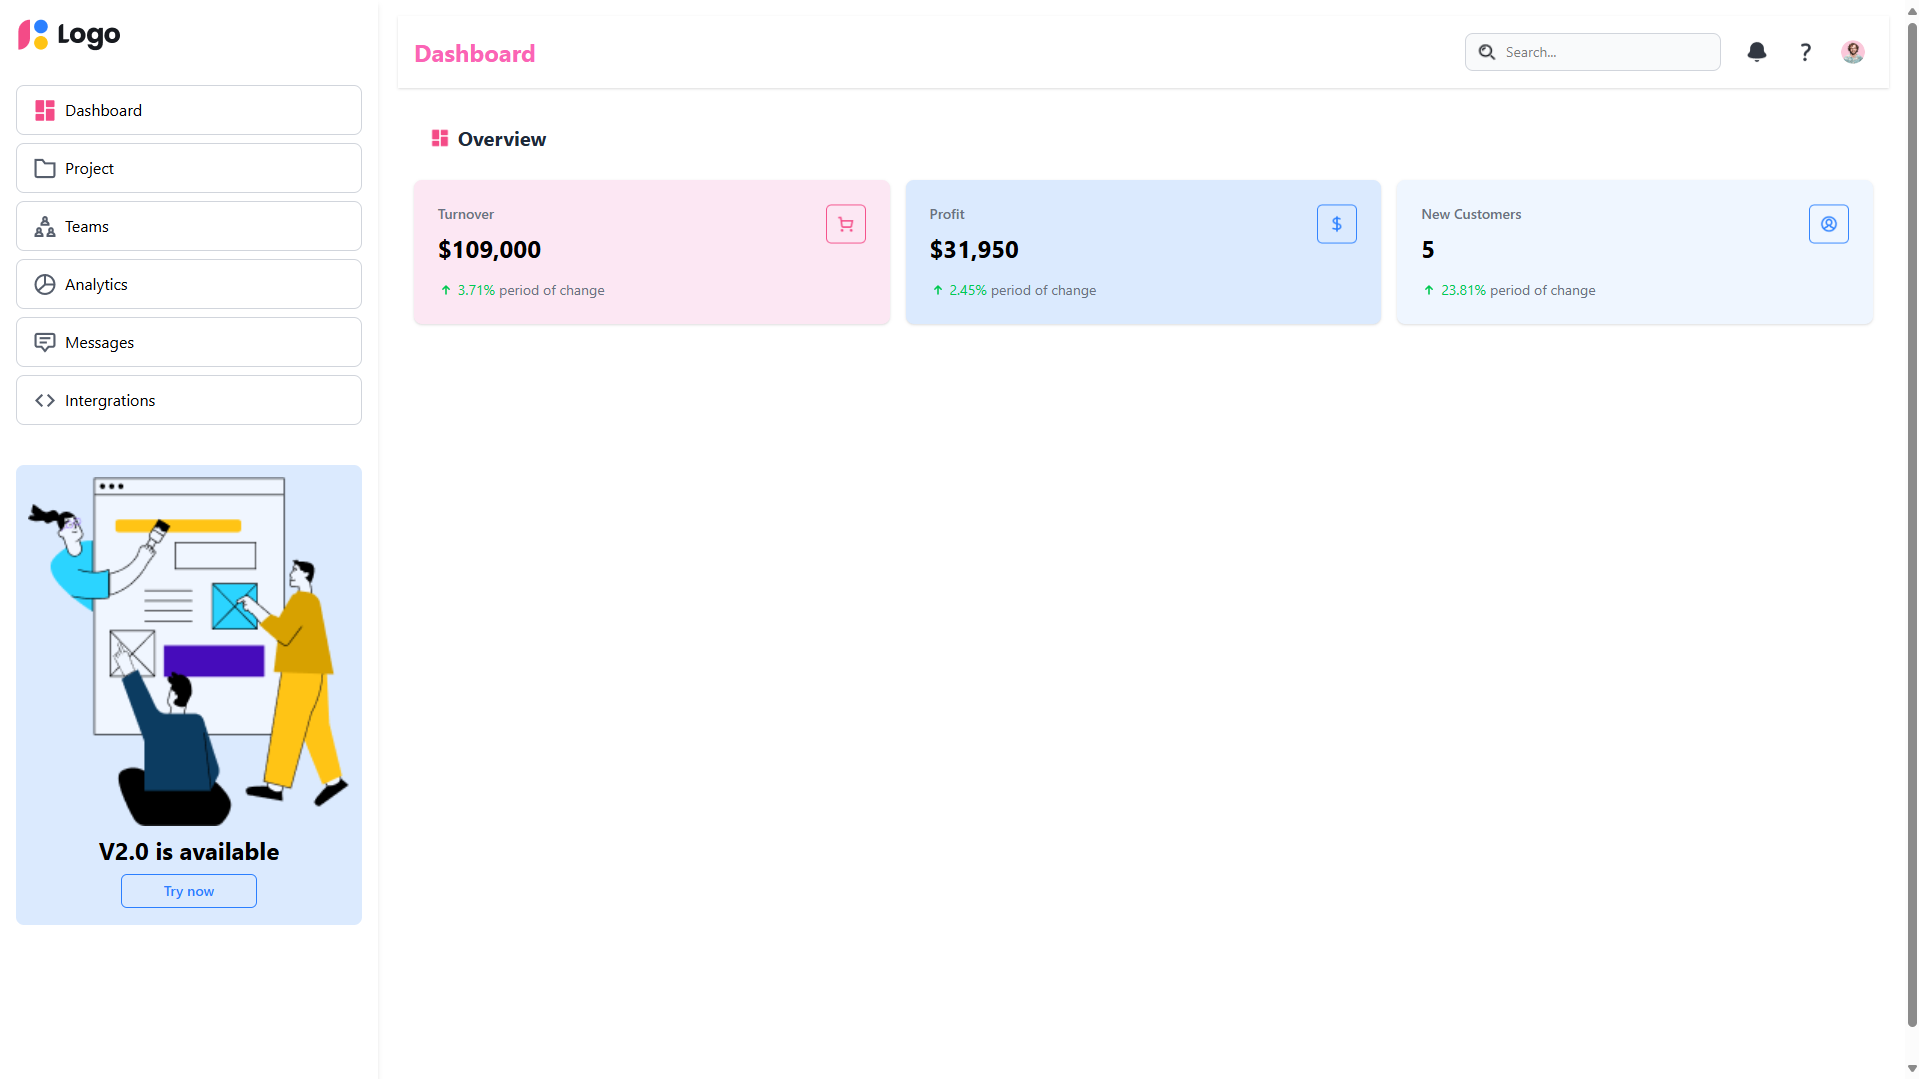 Logo
Dashboard
Project
Teams
Analytics
Messages
Intergrations
V2.0 is available
Try now
Dashboard
Search...
Overview
Turnover
$109,000
3.71% period of change
Profit
$31,950
2.45% period of change
New Customers
5
23.81% period of change